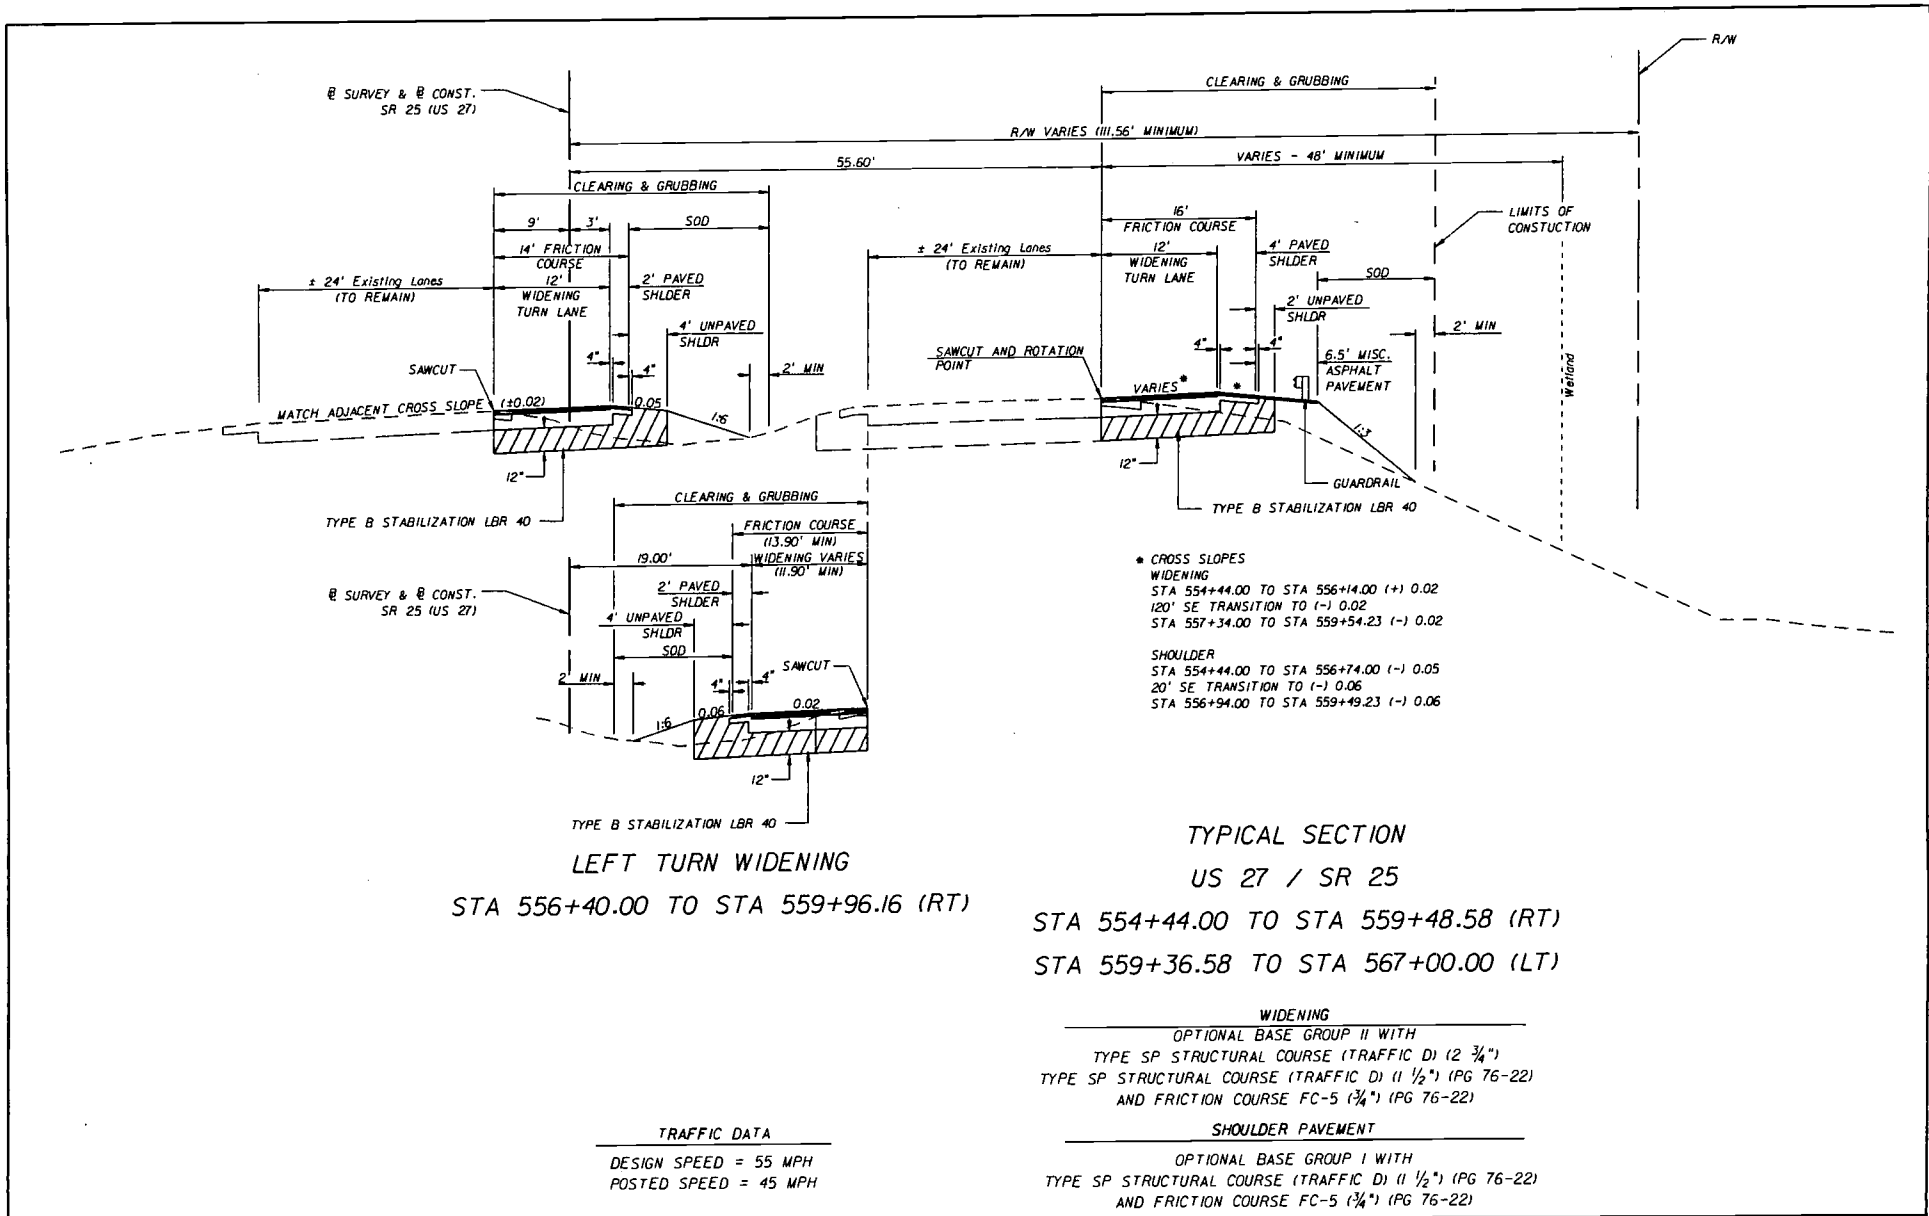 R/W
CLEARING & GRUBBING
℄ SURVEY & ℄ CONST.
SR 25 (US 27)
R/W VARIES (111.56' MINIMUM)
55.60'
VARIES - 48' MINIMUM
CLEARING & GRUBBING
9'
3'
SOD
14' FRICTION
COURSE
± 24' Existing Lanes
(TO REMAIN)
12'
WIDENING
TURN LANE
2' PAVED
SHLDER
4' UNPAVED
SHLDR
± 24' Existing Lanes
(TO REMAIN)
16'
FRICTION COURSE
12'
WIDENING
TURN LANE
4' PAVED
SHLDER
SOD
2' UNPAVED
SHLDR
LIMITS OF
CONSTUCTION
2' MIN
4"
4"
2' MIN
SAWCUT
SAWCUT AND ROTATION
POINT
4"
4"
6.5' MISC.
ASPHALT
PAVEMENT
Wetland
MATCH ADJACENT CROSS SLOPE (±0.02)
0.05
1:6
VARIES *
*
1:3
12"
12"
GUARDRAIL
TYPE B STABILIZATION LBR 40
TYPE B STABILIZATION LBR 40
CLEARING & GRUBBING
FRICTION COURSE
(13.90' MIN)
19.00'
WIDENING VARIES
(11.90' MIN)
℄ SURVEY & ℄ CONST.
SR 25 (US 27)
2' PAVED
SHLDER
4' UNPAVED
SHLDR
SOD
SAWCUT
2' MIN
4"
4"
1:6
0.06
0.02
12"
TYPE B STABILIZATION LBR 40
* CROSS SLOPES
WIDENING
STA 554+44.00 TO STA 556+14.00 (+) 0.02
120' SE TRANSITION TO (-) 0.02
STA 557+34.00 TO STA 559+54.23 (-) 0.02
SHOULDER
STA 554+44.00 TO STA 556+74.00 (-) 0.05
20' SE TRANSITION TO (-) 0.06
STA 556+94.00 TO STA 559+49.23 (-) 0.06
LEFT TURN WIDENING
STA 556+40.00 TO STA 559+96.16 (RT)
TYPICAL SECTION
US 27 / SR 25
STA 554+44.00 TO STA 559+48.58 (RT)
STA 559+36.58 TO STA 567+00.00 (LT)
WIDENING
OPTIONAL BASE GROUP 11 WITH
TYPE SP STRUCTURAL COURSE (TRAFFIC D) (2 3/4")
TYPE SP STRUCTURAL COURSE (TRAFFIC D) (1 1/2") (PG 76-22)
AND FRICTION COURSE FC-5 (3/4") (PG 76-22)
TRAFFIC DATA
DESIGN SPEED = 55 MPH
POSTED SPEED = 45 MPH
SHOULDER PAVEMENT
OPTIONAL BASE GROUP 1 WITH
TYPE SP STRUCTURAL COURSE (TRAFFIC D) (1 1/2") (PG 76-22)
AND FRICTION COURSE FC-5 (3/4") (PG 76-22)